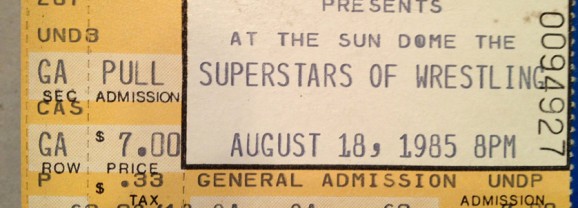 PRESENTS
UND3
AT THE SUN DOME THE
GA PULL
SUPERSTARS OF WRESTLING
SEC ADMISSION
CAS
GA $ 7.00
AUGUST 18, 1985 8PM
ROW PRICE
P $ .33
GENERAL ADMISSION UNDP
TAX
ADMISSION
0094927